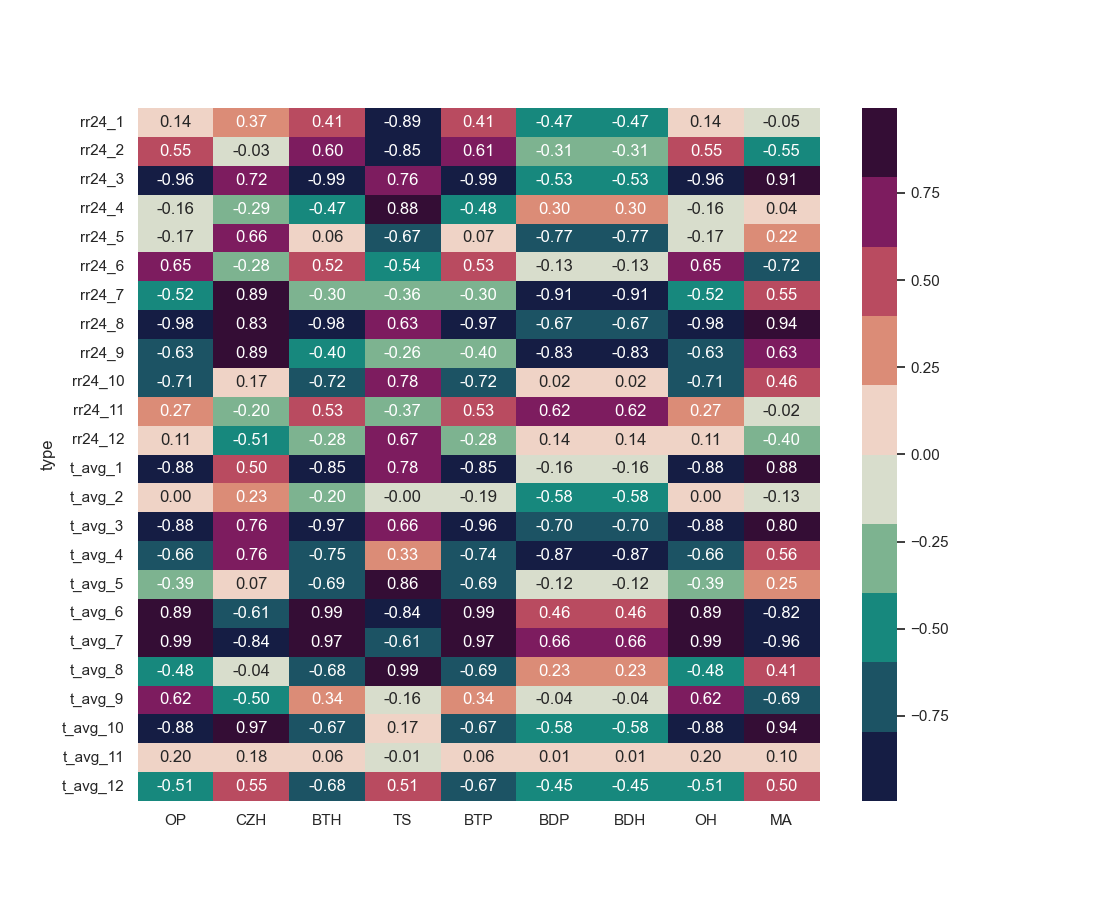 rr24_1 0.14 0.37 0.41 -0.89 0.41 -0.47 -0.47 0.14 -0.05
rr24_2 0.55 -0.03 0.60 -0.85 0.61 -0.31 -0.31 0.55 -0.55
rr24_3 -0.96 0.72 -0.99 0.76 -0.99 -0.53 -0.53 -0.96 0.91
rr24_4 -0.16 -0.29 -0.47 0.88 -0.48 0.30 0.30 -0.16 0.04
rr24_5 -0.17 0.66 0.06 -0.67 0.07 -0.77 -0.77 -0.17 0.22
rr24_6 0.65 -0.28 0.52 -0.54 0.53 -0.13 -0.13 0.65 -0.72
rr24_7 -0.52 0.89 -0.30 -0.36 -0.30 -0.91 -0.91 -0.52 0.55
rr24_8 -0.98 0.83 -0.98 0.63 -0.97 -0.67 -0.67 -0.98 0.94
rr24_9 -0.63 0.89 -0.40 -0.26 -0.40 -0.83 -0.83 -0.63 0.63
rr24_10 -0.71 0.17 -0.72 0.78 -0.72 0.02 0.02 -0.71 0.46
rr24_11 0.27 -0.20 0.53 -0.37 0.53 0.62 0.62 0.27 -0.02
rr24_12 0.11 -0.51 -0.28 0.67 -0.28 0.14 0.14 0.11 -0.40
type
t_avg_1 -0.88 0.50 -0.85 0.78 -0.85 -0.16 -0.16 -0.88 0.88
t_avg_2 0.00 0.23 -0.20 -0.00 -0.19 -0.58 -0.58 0.00 -0.13
t_avg_3 -0.88 0.76 -0.97 0.66 -0.96 -0.70 -0.70 -0.88 0.80
t_avg_4 -0.66 0.76 -0.75 0.33 -0.74 -0.87 -0.87 -0.66 0.56
t_avg_5 -0.39 0.07 -0.69 0.86 -0.69 -0.12 -0.12 -0.39 0.25
t_avg_6 0.89 -0.61 0.99 -0.84 0.99 0.46 0.46 0.89 -0.82
t_avg_7 0.99 -0.84 0.97 -0.61 0.97 0.66 0.66 0.99 -0.96
t_avg_8 -0.48 -0.04 -0.68 0.99 -0.69 0.23 0.23 -0.48 0.41
t_avg_9 0.62 -0.50 0.34 -0.16 0.34 -0.04 -0.04 0.62 -0.69
t_avg_10 -0.88 0.97 -0.67 0.17 -0.67 -0.58 -0.58 -0.88 0.94
t_avg_11 0.20 0.18 0.06 -0.01 0.06 0.01 0.01 0.20 0.10
t_avg_12 -0.51 0.55 -0.68 0.51 -0.67 -0.45 -0.45 -0.51 0.50
OP CZH BTH TS BTP BDP BDH OH MA
0.75
0.50
0.25
0.00
−0.25
−0.50
−0.75